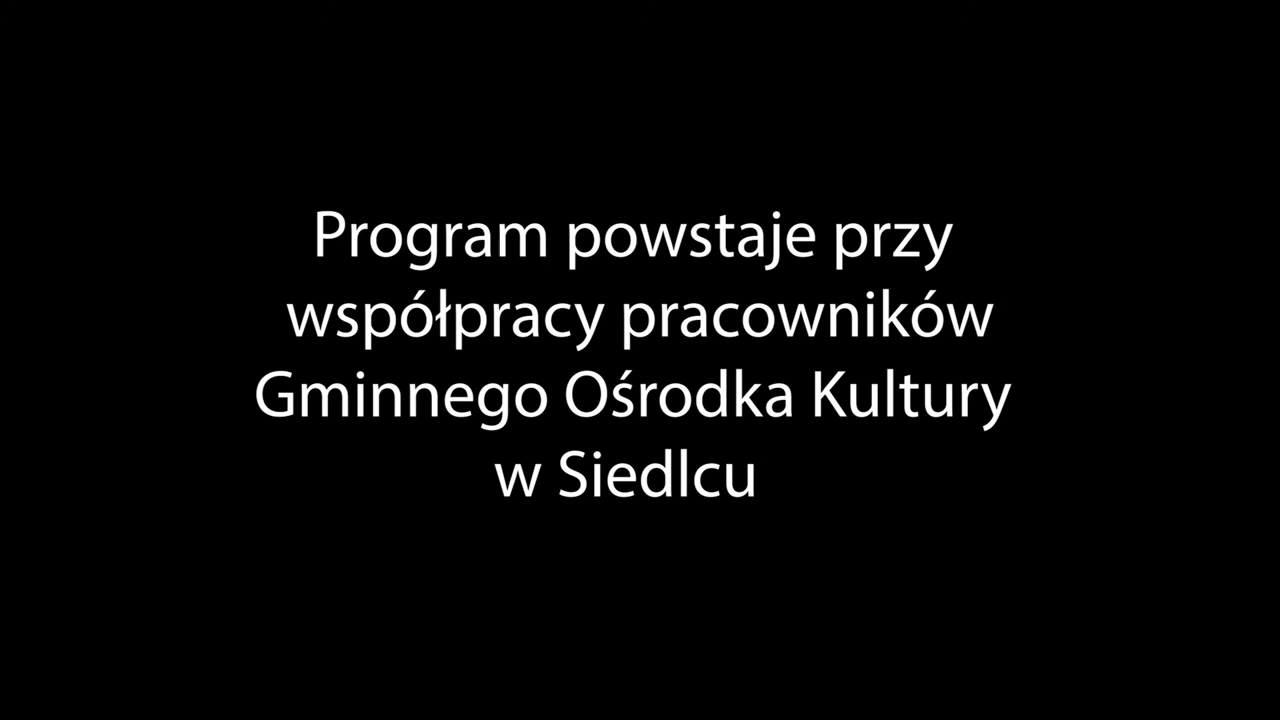 Program powstaje przy
współpracy pracowników
Gminnego Ośrodka Kultury
w Siedlcu